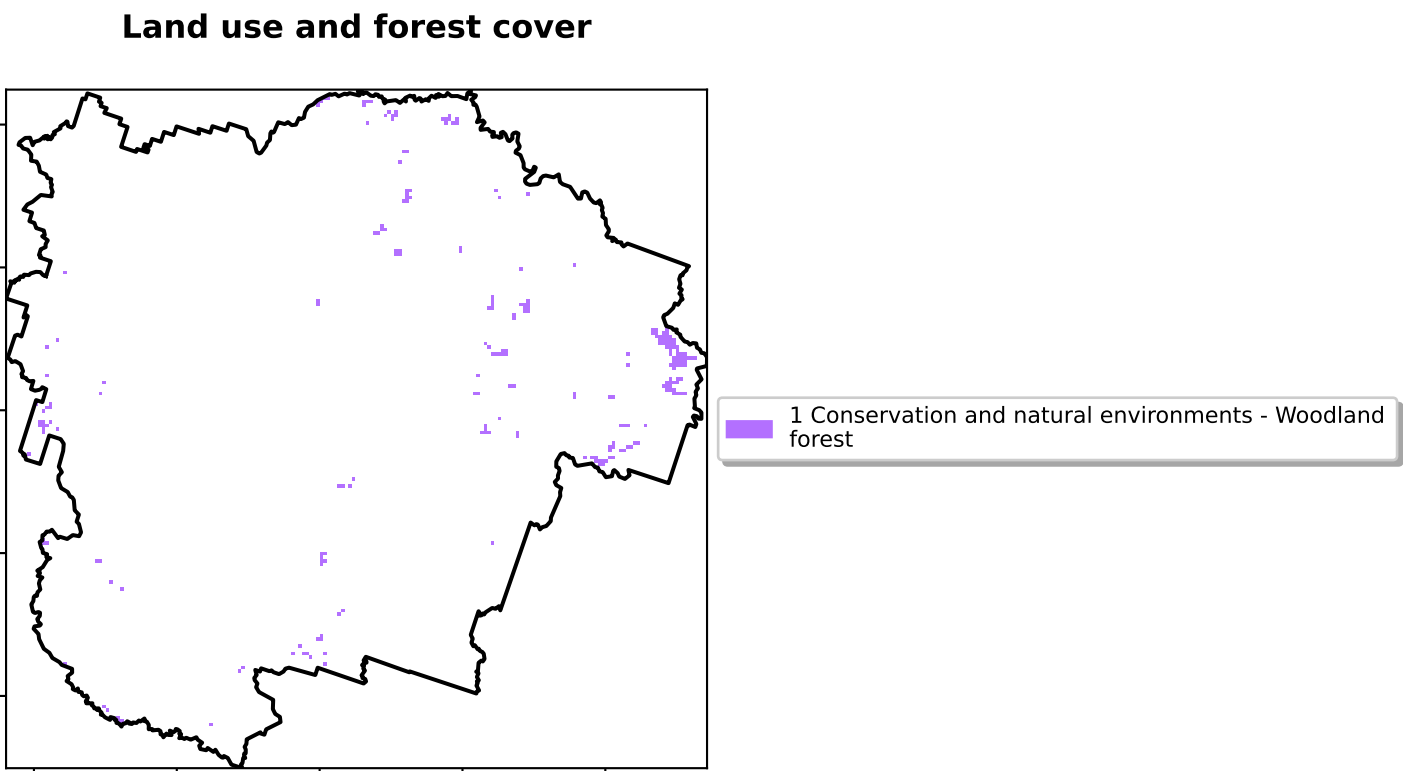 Land use and forest cover
1 Conservation and natural environments - Woodland
forest